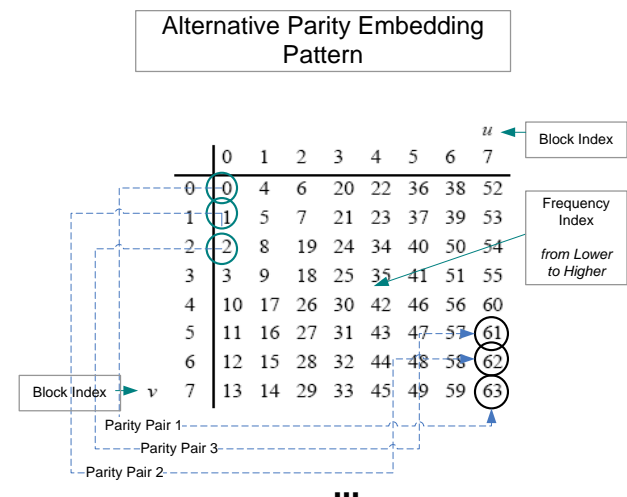 Alternative Parity Embedding
Pattern
u
Block Index
0 1 2 3 4 5 6 7
0 0 4 6 20 22 36 38 52
1 1 5 7 21 23 37 39 53
2 2 8 19 24 34 40 50 54
3 3 9 18 25 35 41 51 55
4 10 17 26 30 42 46 56 60
5 11 16 27 31 43 47 57 61
6 12 15 28 32 44 48 58 62
7 13 14 29 33 45 49 59 63
Frequency
Index
from Lower
to Higher
Block Index
v
Parity Pair 1
Parity Pair 3
Parity Pair 2
...